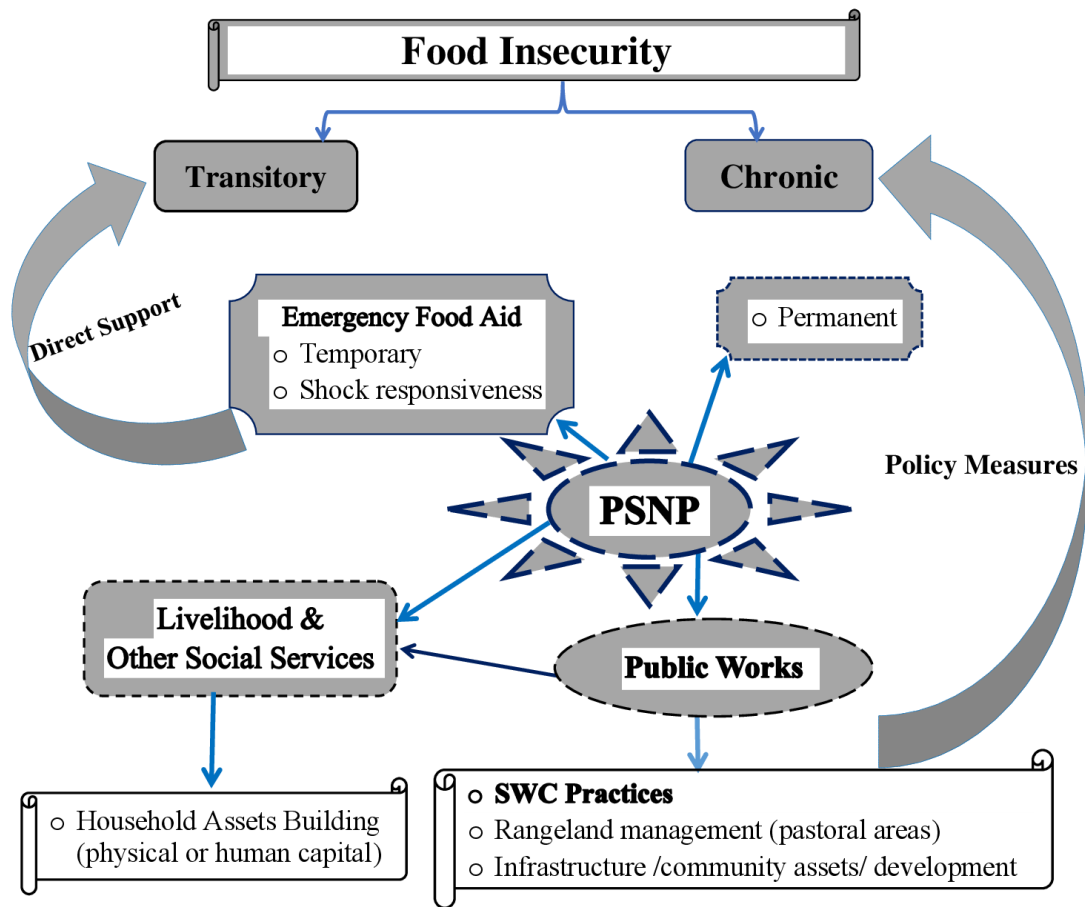 Food Insecurity
Transitory
Chronic
Direct Support
Emergency Food Aid
o Temporary
o Shock responsiveness
o Permanent
Policy Measures
PSNP
Livelihood &
Other Social Services
Public Works
o Household Assets Building
(physical or human capital)
o SWC Practices
o Rangeland management (pastoral areas)
o Infrastructure /community assets/ development